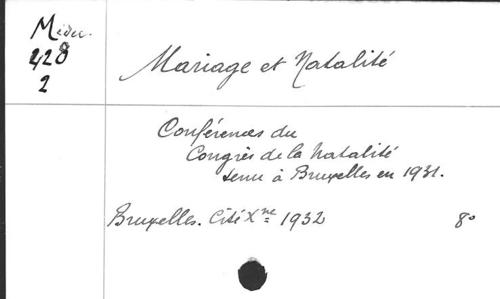 Médec.
428
2
Mariage et Natalité
Conférences du
Congrès de la Natalité
tenu à Bruxelles en 1931.
Bruxelles. Cité Xne 1932 8o